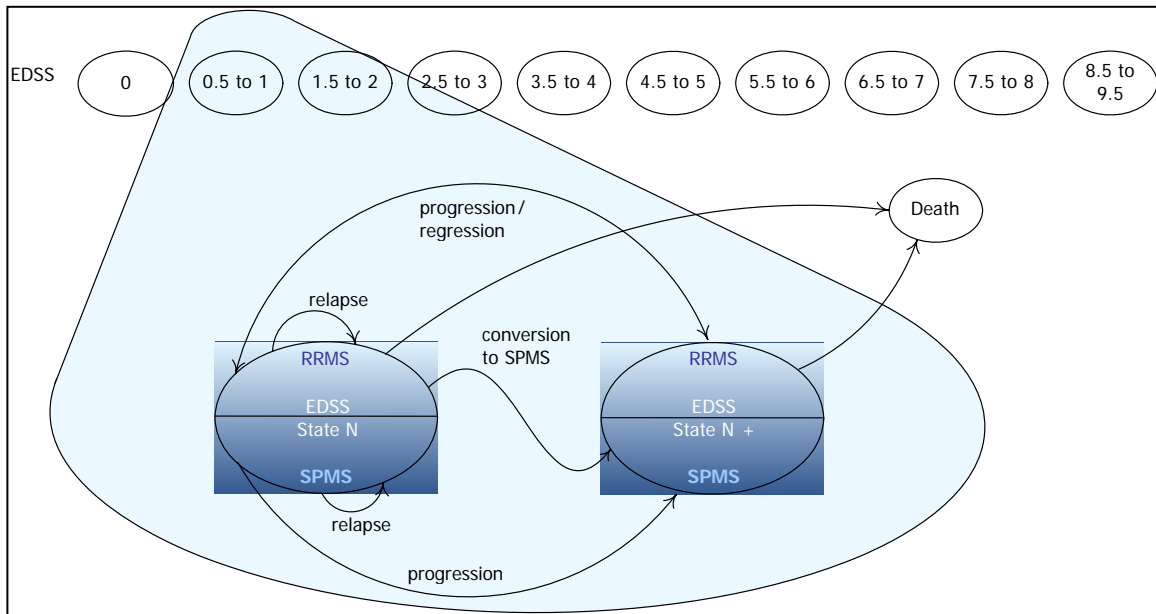 EDSS
0
0.5 to 1
1.5 to 2
2.5 to 3
3.5 to 4
4.5 to 5
5.5 to 6
6.5 to 7
7.5 to 8
8.5 to
9.5
Death
progression/
regression
relapse
conversion
to SPMS
RRMS
EDSS
State N
SPMS
relapse
RRMS
EDSS
State N +
SPMS
progression